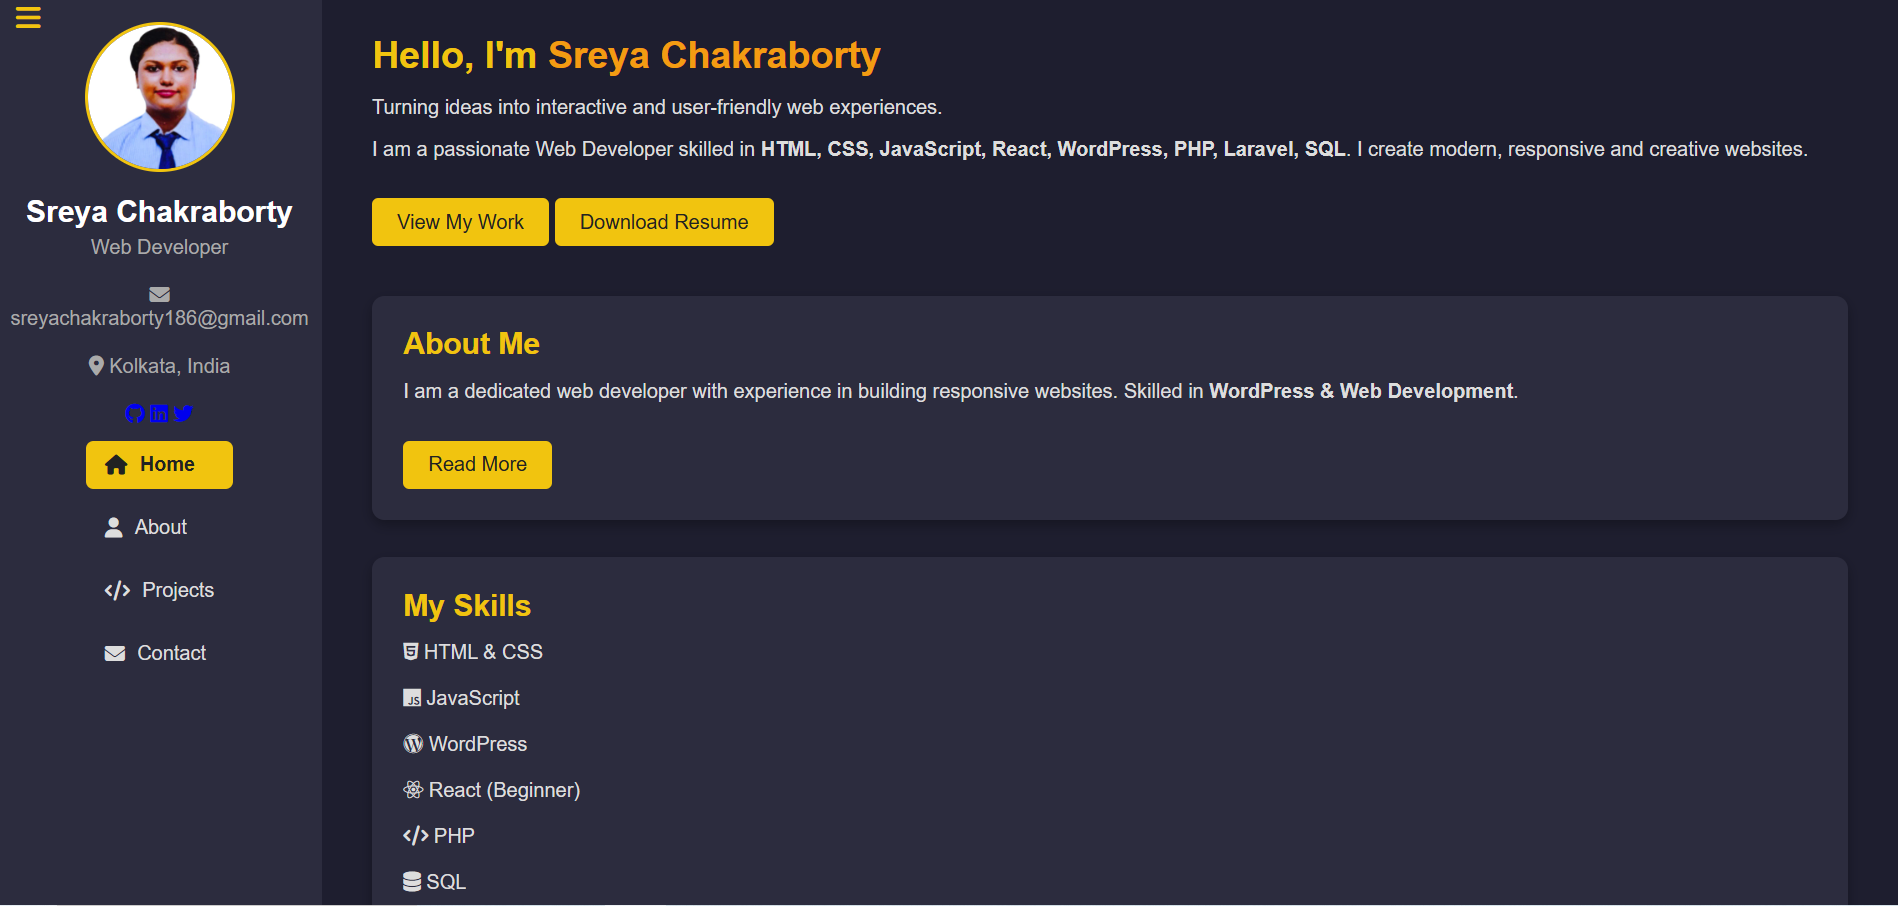 Sreya Chakraborty
Web Developer
sreyachakraborty186@gmail.com
Kolkata, India
Home
About
Projects
Contact
Hello, I'm Sreya Chakraborty
Turning ideas into interactive and user-friendly web experiences.
I am a passionate Web Developer skilled in HTML, CSS, JavaScript, React, WordPress, PHP, Laravel, SQL. I create modern, responsive and creative websites.
View My Work Download Resume
About Me
I am a dedicated web developer with experience in building responsive websites. Skilled in WordPress & Web Development.
Read More
My Skills
HTML & CSS
JavaScript
WordPress
React (Beginner)
PHP
SQL